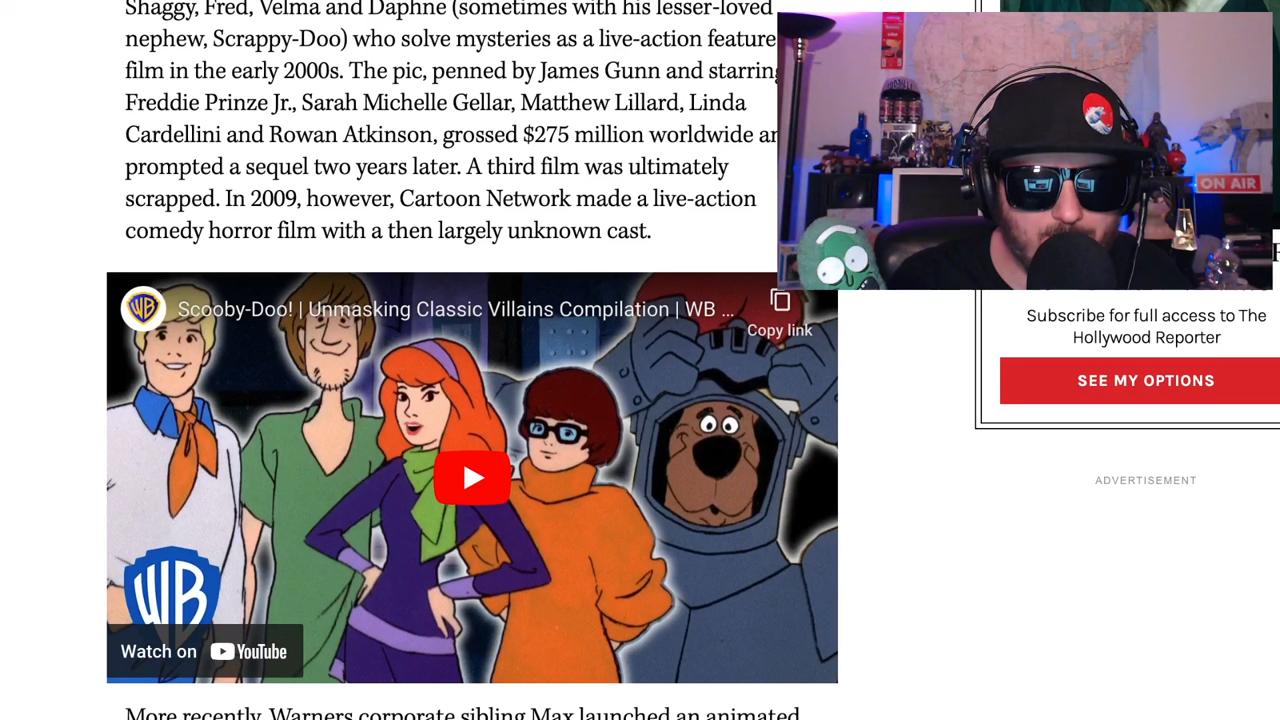 Shaggy, Fred, Velma and Daphne (sometimes with his lesser-loved
nephew, Scrappy-Doo) who solve mysteries as a live-action feature
film in the early 2000s. The pic, penned by James Gunn and starring
Freddie Prinze Jr., Sarah Michelle Gellar, Matthew Lillard, Linda
Cardellini and Rowan Atkinson, grossed $275 million worldwide
prompted a sequel two years later. A third film was ultimately
scrapped. In 2009, however, Cartoon Network made a live-action
comedy horror film with a then largely unknown cast.
ON AIR
WB
Scooby-Doo! | Unmasking Classic Villains Compilation | WB ...
Copy link
WB
Watch on YouTube
Subscribe for full access to The
Hollywood Reporter
SEE MY OPTIONS
ADVERTISEMENT
More recently, Warners corporate sibling Max launched an animated